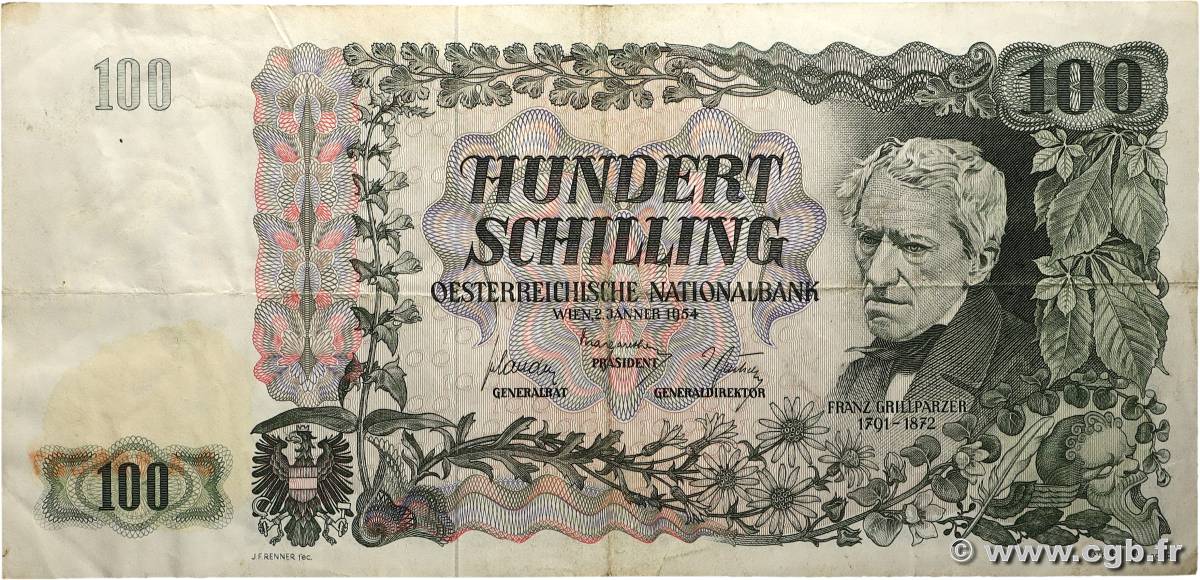 100
100
HUNDERT
SCHILLING
OESTERREICHISCHE NATIONALBANK
WIEN, 2. JÄNNER 1954
PRÄSIDENT
GENERALRAT
GENERALDIREKTOR
FRANZ GRILLPARZER
1791-1872
100
J.F. RENNER fec.
© www.cgb.fr